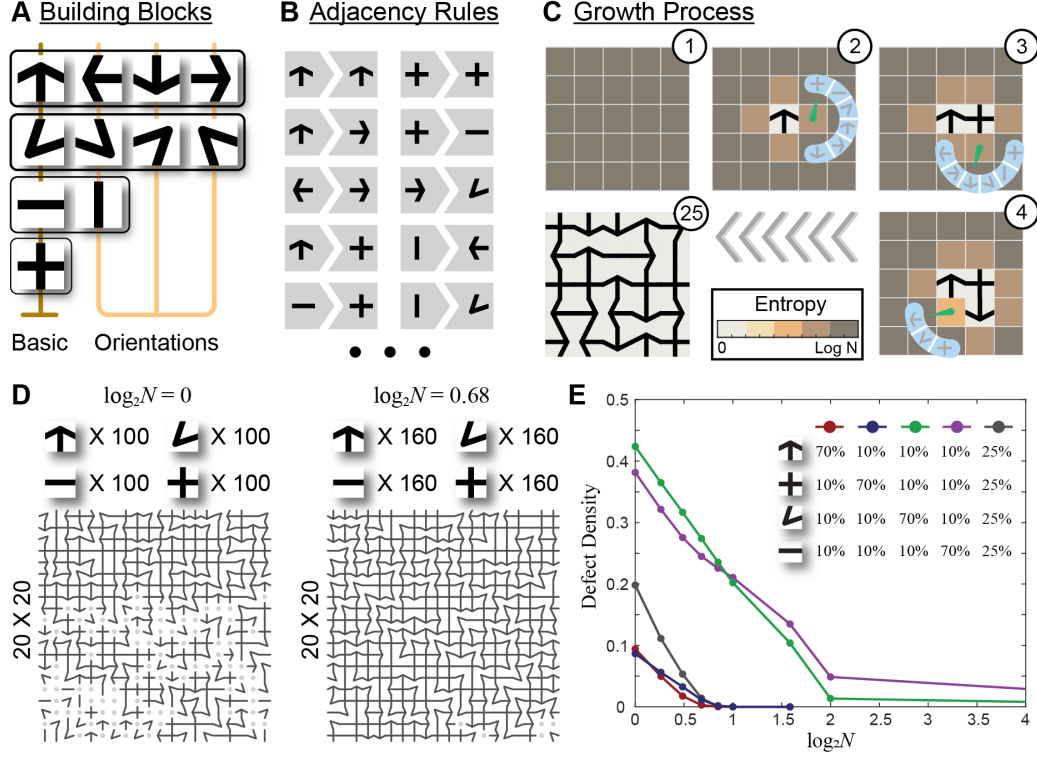 A Building Blocks
Basic Orientations
B Adjacency Rules
C Growth Process
1
2
3
25
4
Entropy
0 Log N
D
log₂N = 0
X 100 X 100
X 100 X 100
20 X 20
log₂N = 0.68
X 160 X 160
X 160 X 160
20 X 20
E
Defect Density
0.5
0.4
0.3
0.2
0.1
0
70% 10% 10% 10% 25%
10% 70% 10% 10% 25%
10% 10% 70% 10% 25%
10% 10% 10% 70% 25%
0 0.5 1 1.5 2 2.5 3 3.5 4
log₂N